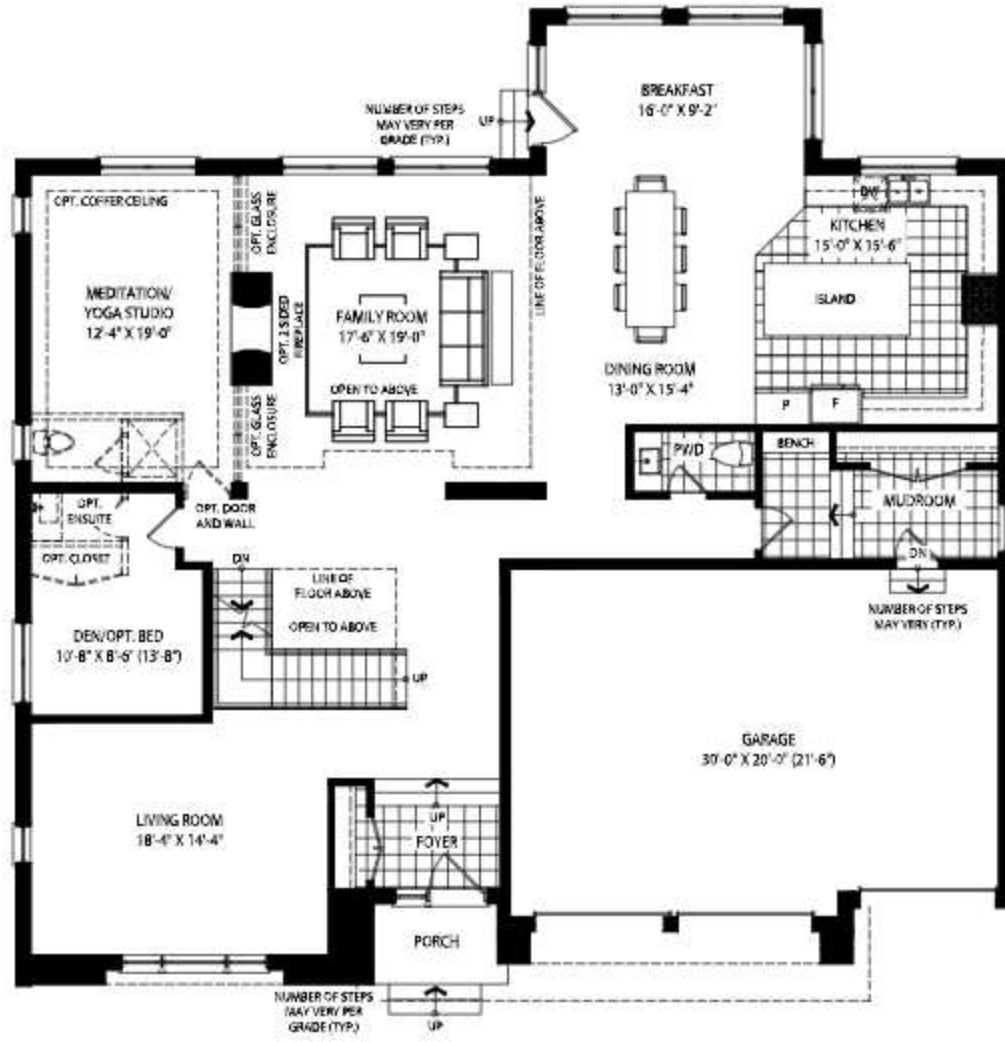 BREAKFAST
16'-0" X 9'-2"
NUMBER OF STEPS
MAY VERY PER
GRADE (TYP.)
UP
OPT. COFFER CEILING
OPT. GLASS
ENCLOSURE
LINE OF FLOOR ABOVE
DW
KITCHEN
15'-0" X 15'-6"
ISLAND
MEDITATION/
YOGA STUDIO
12'-4" X 19'-0"
OPT. 2 SIDED
FIREPLACE
FAMILY ROOM
17'-6" X 19'-0"
OPEN TO ABOVE
DINING ROOM
13'-0" X 15'-4"
P
F
OPT. GLASS
ENCLOSURE
PWD
BENCH
MUDROOM
OPT.
ENSUITE
OPT. DOOR
AND WALL
OPT. CLOSET
DN
DN
LINE OF
FLOOR ABOVE
OPEN TO ABOVE
NUMBER OF STEPS
MAY VERY (TYP.)
DEN/OPT. BED
10'-8" X 8'-6" (13'-8")
UP
GARAGE
30'-0" X 20'-0" (21'-6")
LIVING ROOM
18'-4" X 14'-4"
UP
FOYER
PORCH
NUMBER OF STEPS
MAY VERY PER
GRADE (TYP.)
UP